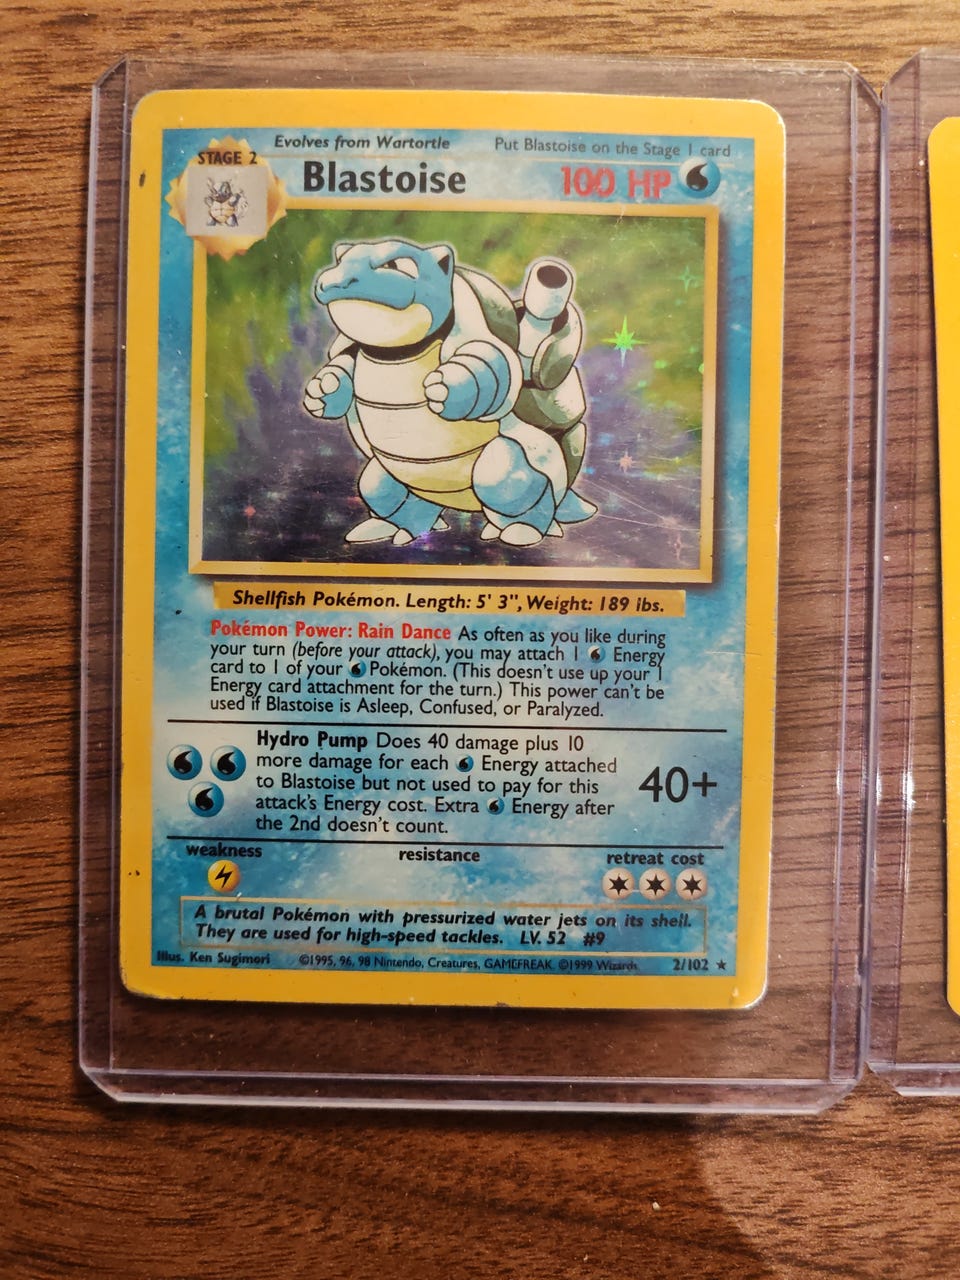 Evolves from Wartortle
Put Blastoise on the Stage 1 card
STAGE 2
Blastoise
100 HP
Shellfish Pokémon. Length: 5' 3", Weight: 189 lbs.
Pokémon Power: Rain Dance As often as you like during
your turn (before your attack), you may attach 1 Energy
card to 1 of your Pokémon. (This doesn't use up your 1
Energy card attachment for the turn.) This power can't be
used if Blastoise is Asleep, Confused, or Paralyzed.
Hydro Pump Does 40 damage plus 10
more damage for each Energy attached
to Blastoise but not used to pay for this
attack's Energy cost. Extra Energy after
the 2nd doesn't count.
40+
weakness
resistance
retreat cost
A brutal Pokémon with pressurized water jets on its shell.
They are used for high-speed tackles. LV. 52 #9
Illus. Ken Sugimori
©1995, 96, 98 Nintendo, Creatures, GAMEFREAK. ©1999 Wizards
2/102 ★